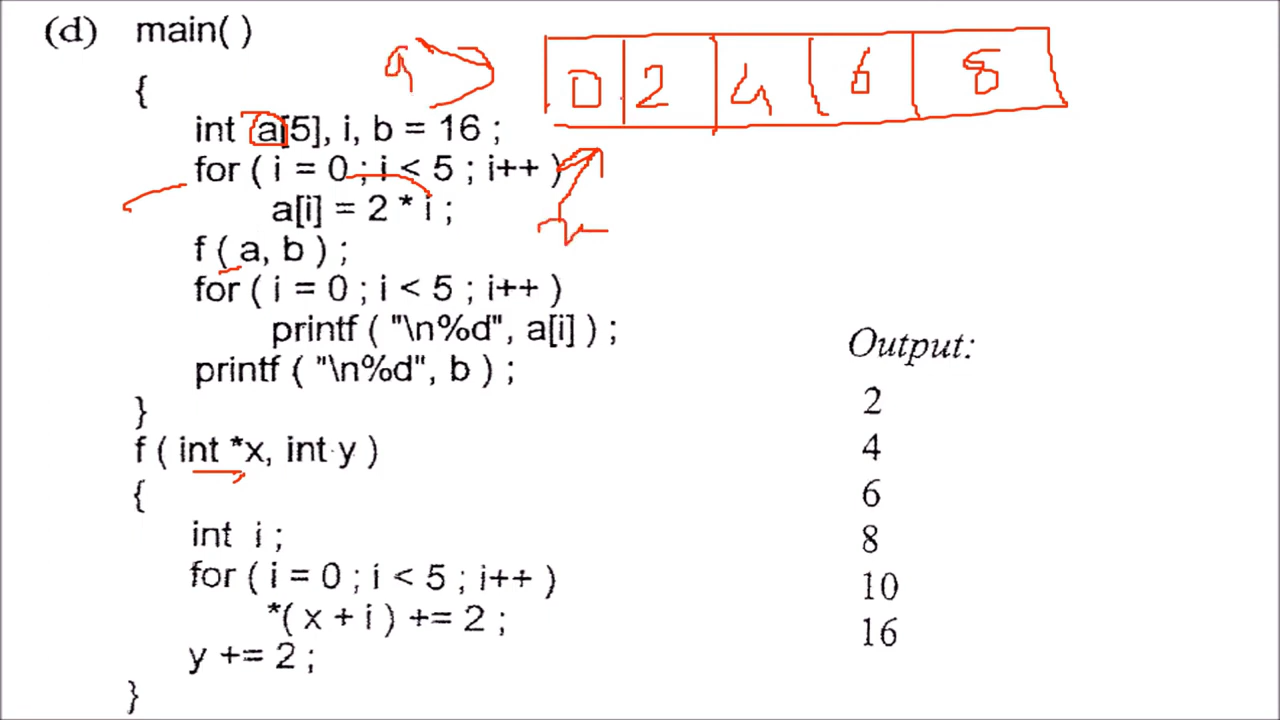 (d) main( )
{
int a[5], i, b = 16 ;
for ( i = 0 ; i < 5 ; i++ )
a[i] = 2 * i ;
f ( a, b ) ;
for ( i = 0 ; i < 5 ; i++ )
printf ( "\n%d", a[i] ) ;
printf ( "\n%d", b ) ;
}
f ( int *x, int y )
{
int i ;
for ( i = 0 ; i < 5 ; i++ )
*( x + i ) += 2 ;
y += 2 ;
}
a
0 2 4 6 8
x
Output:
2
4
6
8
10
16